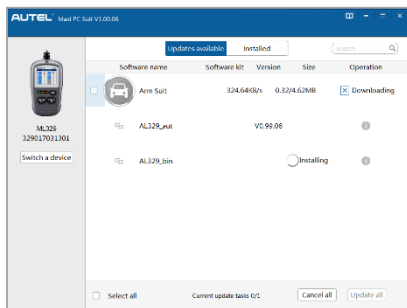 AUTEL Maxi PC Suit V1.00.06
Updates available Installed search
Software name Software kit Version Size Operation
Arm Suit 324.64KB/s 0.32/4.62MB Downloading
ML329
329017031301
AL329_aut V0.99.06
Switch a device
AL329_bin Installing
Select all Current update tasks 0/1 Cancel all Update all